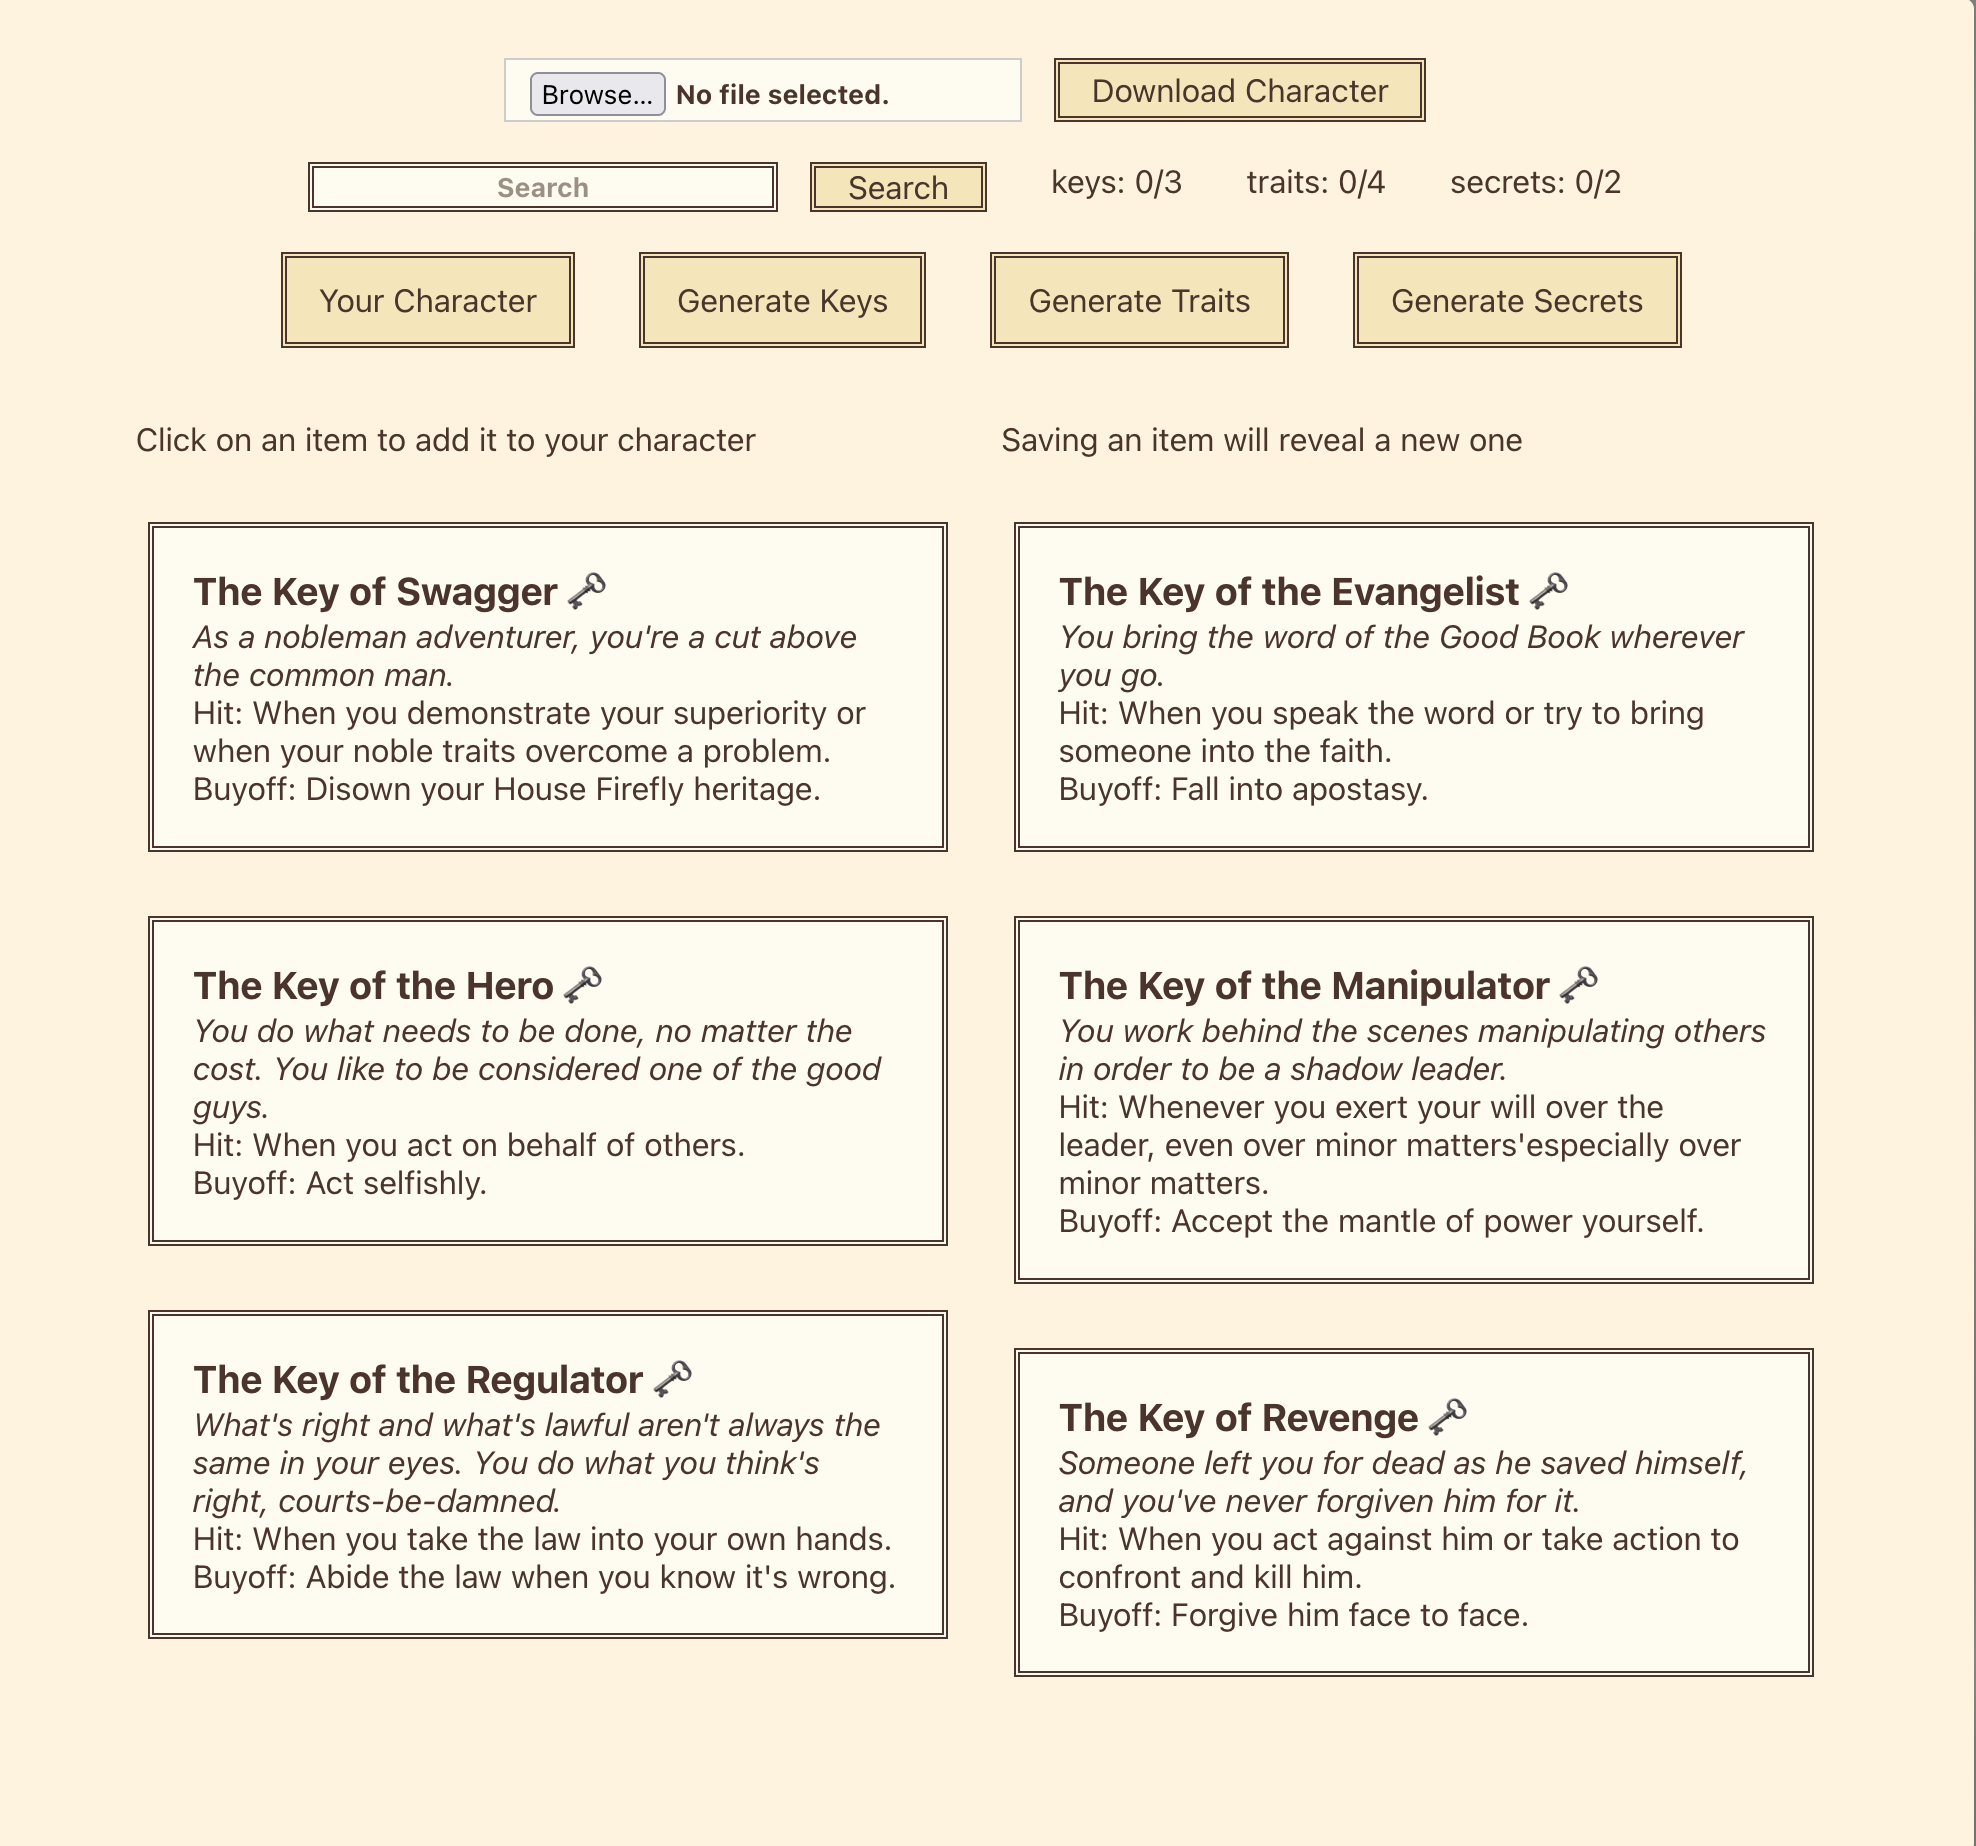 Browse... No file selected.
Download Character
Search
Search
keys: 0/3
traits: 0/4
secrets: 0/2
Your Character
Generate Keys
Generate Traits
Generate Secrets
Click on an item to add it to your character
Saving an item will reveal a new one
The Key of Swagger
As a nobleman adventurer, you're a cut above
the common man.
Hit: When you demonstrate your superiority or
when your noble traits overcome a problem.
Buyoff: Disown your House Firefly heritage.
The Key of the Evangelist
You bring the word of the Good Book wherever
you go.
Hit: When you speak the word or try to bring
someone into the faith.
Buyoff: Fall into apostasy.
The Key of the Hero
You do what needs to be done, no matter the
cost. You like to be considered one of the good
guys.
Hit: When you act on behalf of others.
Buyoff: Act selfishly.
The Key of the Manipulator
You work behind the scenes manipulating others
in order to be a shadow leader.
Hit: Whenever you exert your will over the
leader, even over minor matters'especially over
minor matters.
Buyoff: Accept the mantle of power yourself.
The Key of the Regulator
What's right and what's lawful aren't always the
same in your eyes. You do what you think's
right, courts-be-damned.
Hit: When you take the law into your own hands.
Buyoff: Abide the law when you know it's wrong.
The Key of Revenge
Someone left you for dead as he saved himself,
and you've never forgiven him for it.
Hit: When you act against him or take action to
confront and kill him.
Buyoff: Forgive him face to face.